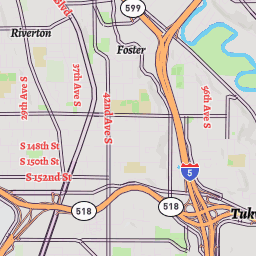 599
Blvd
Riverton
Foster
29th Ave S
37th Ave S
42nd Ave S
56th Ave S
S 148th St
S 150th St
S 152nd St
5
518
518
Tukw